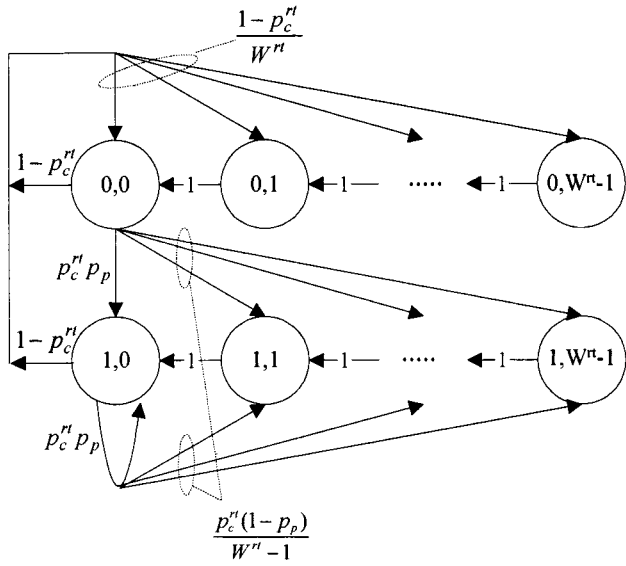 1-p_c^{rt}
W^{rt}
1-p_c^{rt}
0,0
1
0,1
1
.....
1
0,W^{rt}-1
p_c^{rt} p_p
1-p_c^{rt}
1,0
1
1,1
1
.....
1
1,W^{rt}-1
p_c^{rt} p_p
p_c^{rt}(1-p_p)
W^{rt}-1